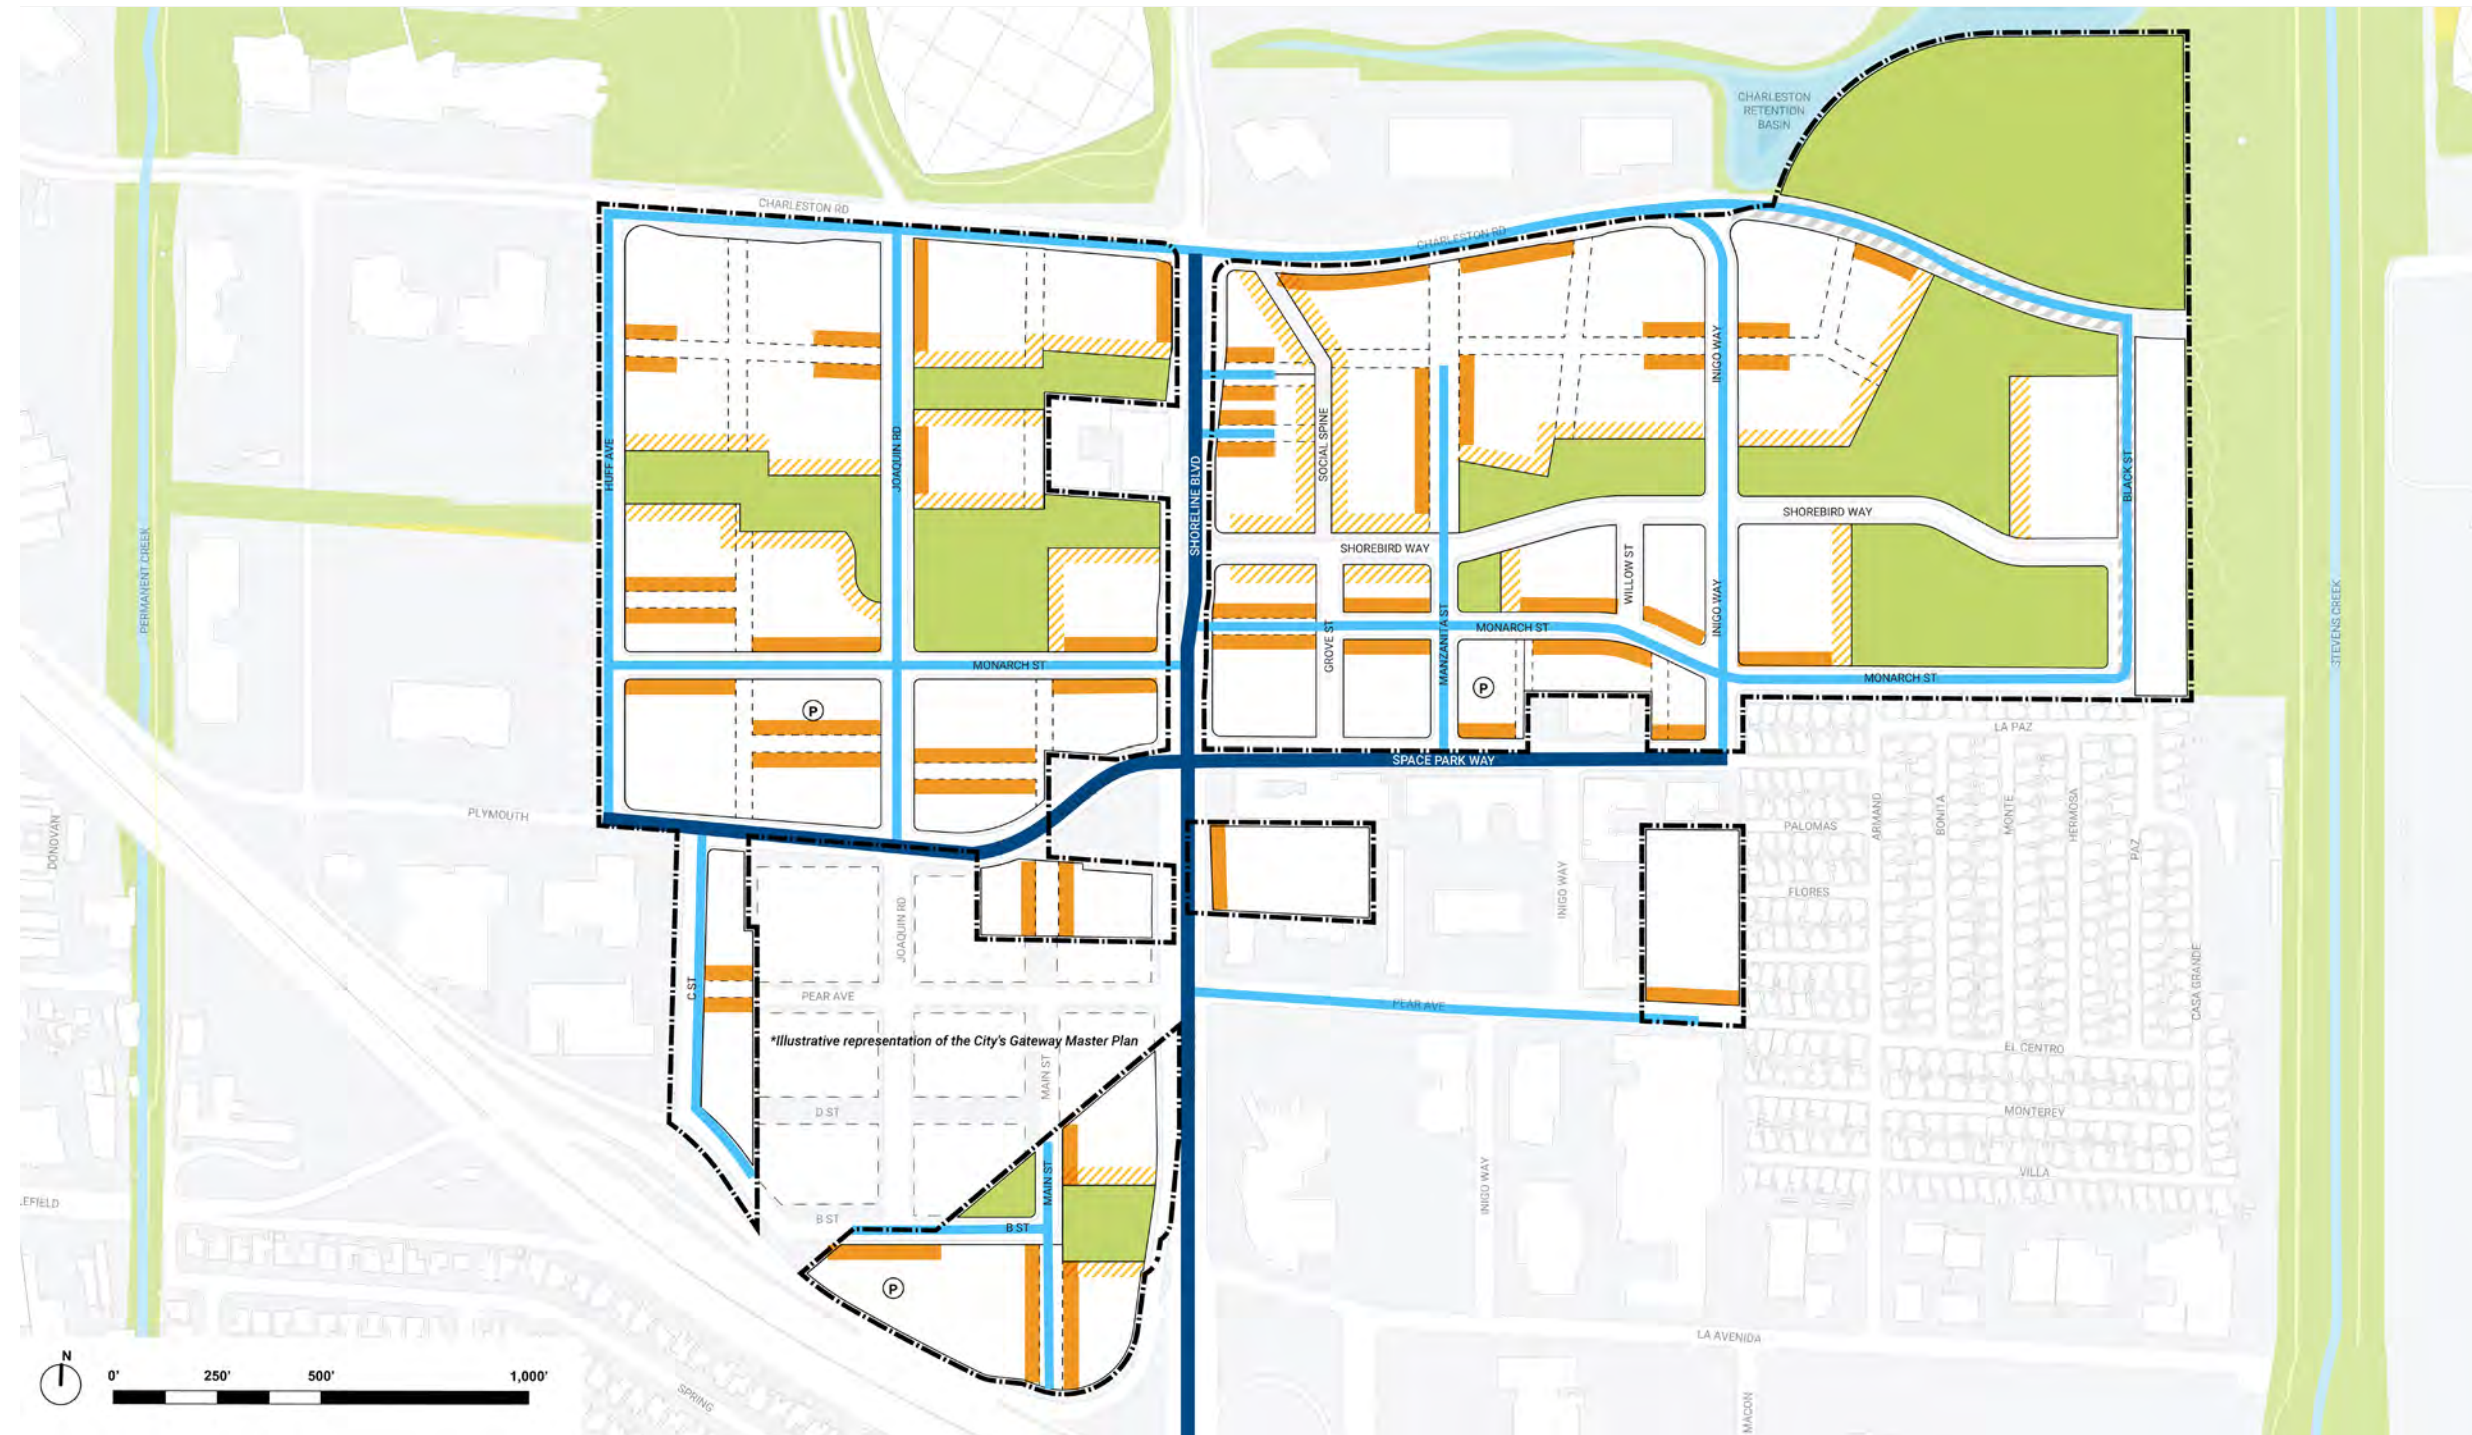 CHARLESTON
RETENTION
BASIN
CHARLESTON RD
CHARLESTON RD
HUFF AVE
JOAQUIN RD
SHORELINE BLVD
SOCIAL SPINE
INIGO WAY
BLACK ST
PERMANENT CREEK
STEVENS CREEK
SHOREBIRD WAY
SHOREBIRD WAY
WILLOW ST
INIGO WAY
GROVE ST
MANZANITA ST
MONARCH ST
MONARCH ST
MONARCH ST
P
P
SPACE PARK WAY
LA PAZ
PLYMOUTH
DONOVAN
PALOMAS
ARMAND
BONITA
MONTE
HERMOSA
PAZ
FLORES
INIGO WAY
JOAQUIN RD
CASA GRANDE
C ST
PEAR AVE
PEAR AVE
*Illustrative representation of the City's Gateway Master Plan
EL CENTRO
MAIN ST
D ST
MONTEREY
VILLA
MAIN ST
INIGO WAY
LEFIELD
B ST
B ST
P
LA AVENIDA
N
0' 250' 500' 1,000'
SPRING
MACON